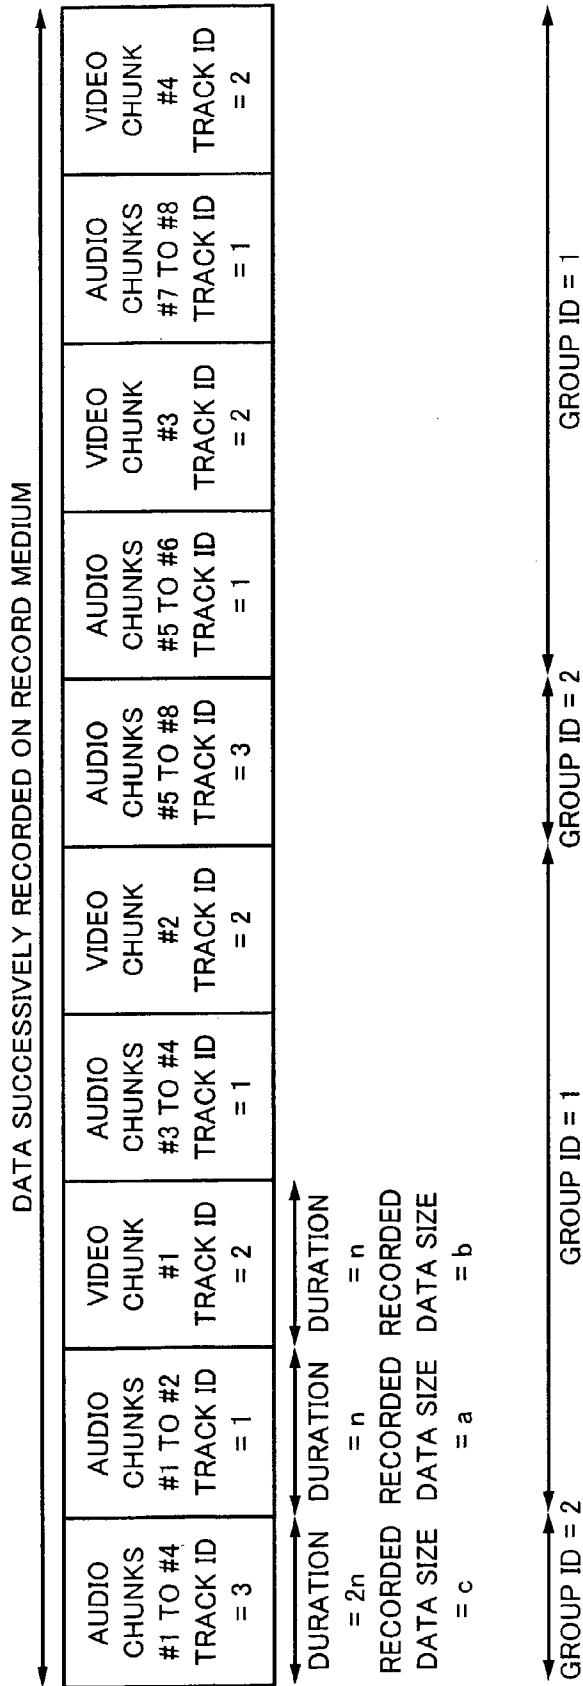 DATA SUCCESSIVELY RECORDED ON RECORD MEDIUM
AUDIO
CHUNKS
#1 TO #4
TRACK ID
= 3
AUDIO
CHUNKS
#1 TO #2
TRACK ID
= 1
VIDEO
CHUNK
#1
TRACK ID
= 2
AUDIO
CHUNKS
#3 TO #4
TRACK ID
= 1
VIDEO
CHUNK
#2
TRACK ID
= 2
AUDIO
CHUNKS
#5 TO #8
TRACK ID
= 3
AUDIO
CHUNKS
#5 TO #6
TRACK ID
= 1
VIDEO
CHUNK
#3
TRACK ID
= 2
AUDIO
CHUNKS
#7 TO #8
TRACK ID
= 1
VIDEO
CHUNK
#4
TRACK ID
= 2
DURATION
= 2n
RECORDED
DATA SIZE
= c
DURATION
= n
RECORDED
DATA SIZE
= a
DURATION
= n
RECORDED
DATA SIZE
= b
GROUP ID = 2
GROUP ID = 1
GROUP ID = 2
GROUP ID = 1